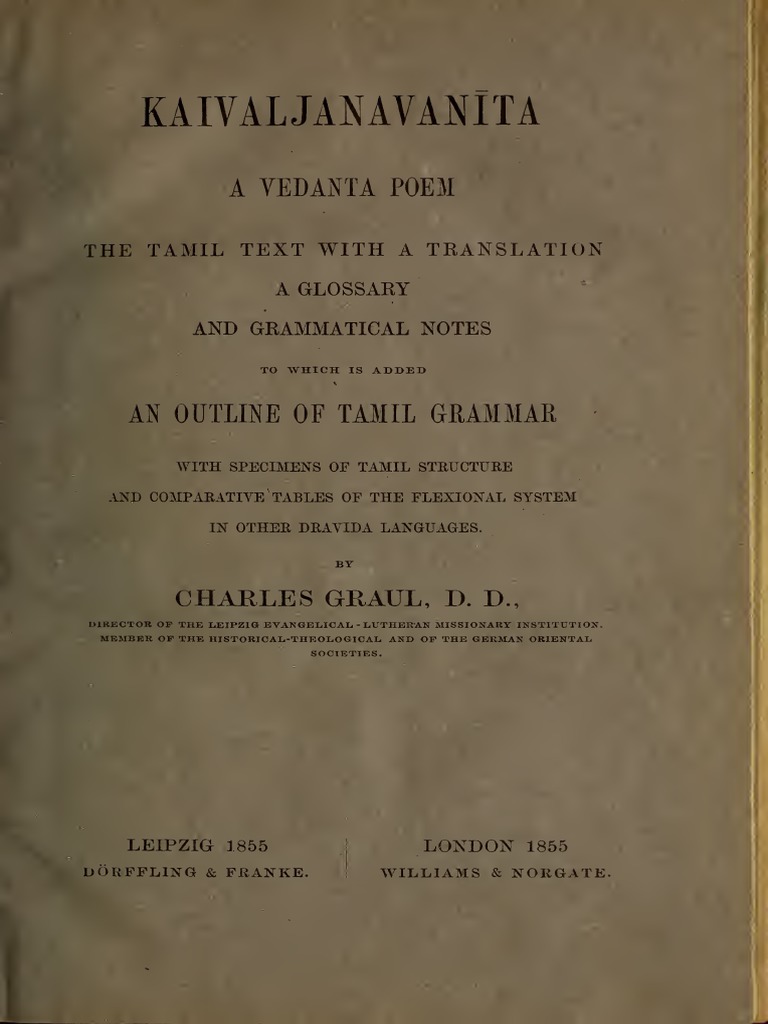 KAIVALJANAVANĪTA
A VEDANTA POEM
THE TAMIL TEXT WITH A TRANSLATION
A GLOSSARY
AND GRAMMATICAL NOTES
TO WHICH IS ADDED
AN OUTLINE OF TAMIL GRAMMAR
WITH SPECIMENS OF TAMIL STRUCTURE
AND COMPARATIVE TABLES OF THE FLEXIONAL SYSTEM
IN OTHER DRAVIDA LANGUAGES.
BY
CHARLES GRAUL, D. D.,
DIRECTOR OF THE LEIPZIG EVANGELICAL-LUTHERAN MISSIONARY INSTITUTION.
MEMBER OF THE HISTORICAL-THEOLOGICAL AND OF THE GERMAN ORIENTAL
SOCIETIES.
LEIPZIG 1855
DÖRFFLING & FRANKE.
LONDON 1855
WILLIAMS & NORGATE.